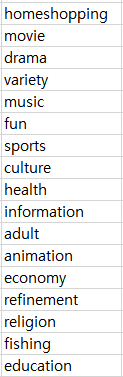 homeshopping
movie
drama
variety
music
fun
sports
culture
health
information
adult
animation
economy
refinement
religion
fishing
education